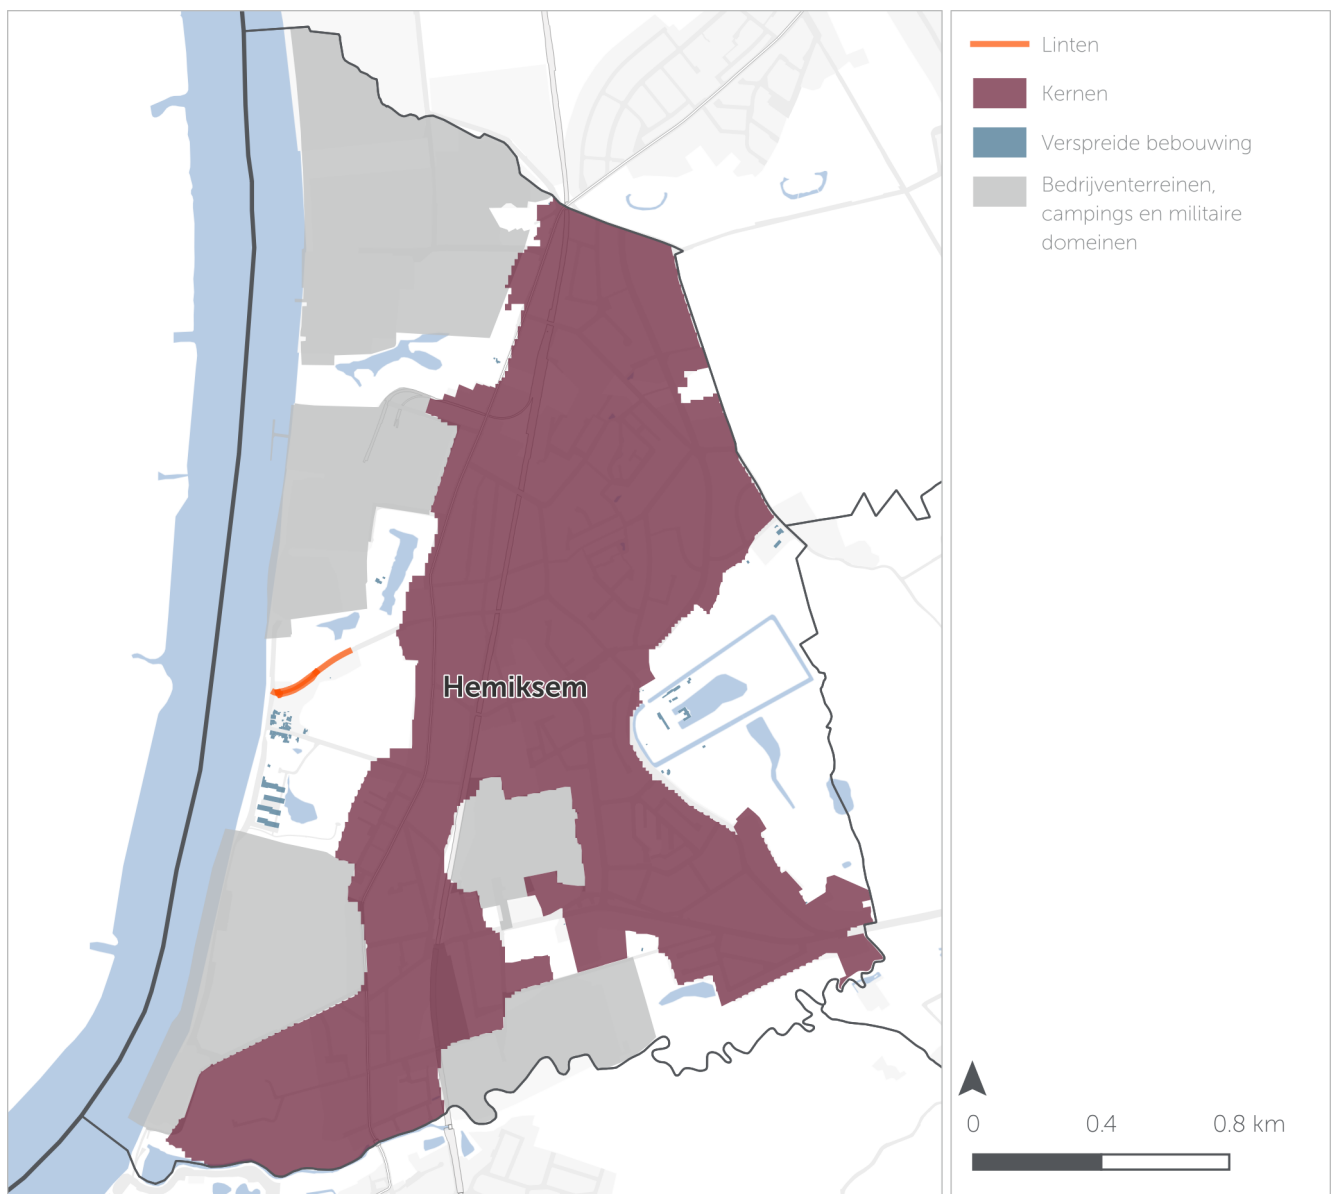 Linten
Kernen
Verspreide bebouwing
Bedrijventerreinen,
campings en militaire
domeinen
Hemiksem
0 0.4 0.8 km